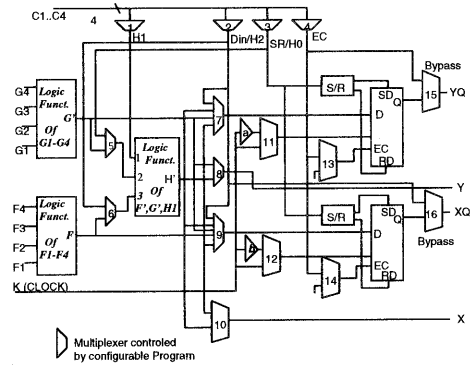 C1..C4
4
1
2
3
4
H1
Din/H2
SR/H0
EC
Bypass
G4
G3
G2
G1
Logic
Funct.
G'
Of
G1-G4
5
6
Logic
Funct.
1
2
3
Of
F',G',H1
H'
7
8
9
10
a
b
11
12
13
14
S/R
SD
D
Q
EC
RD
15
YQ
Y
F4
F3
F2
F1
Logic
Funct.
F
Of
F1-F4
S/R
SD
D
Q
EC
RD
16
XQ
Bypass
K (CLOCK)
X
Multiplexer controled
by configurable Program